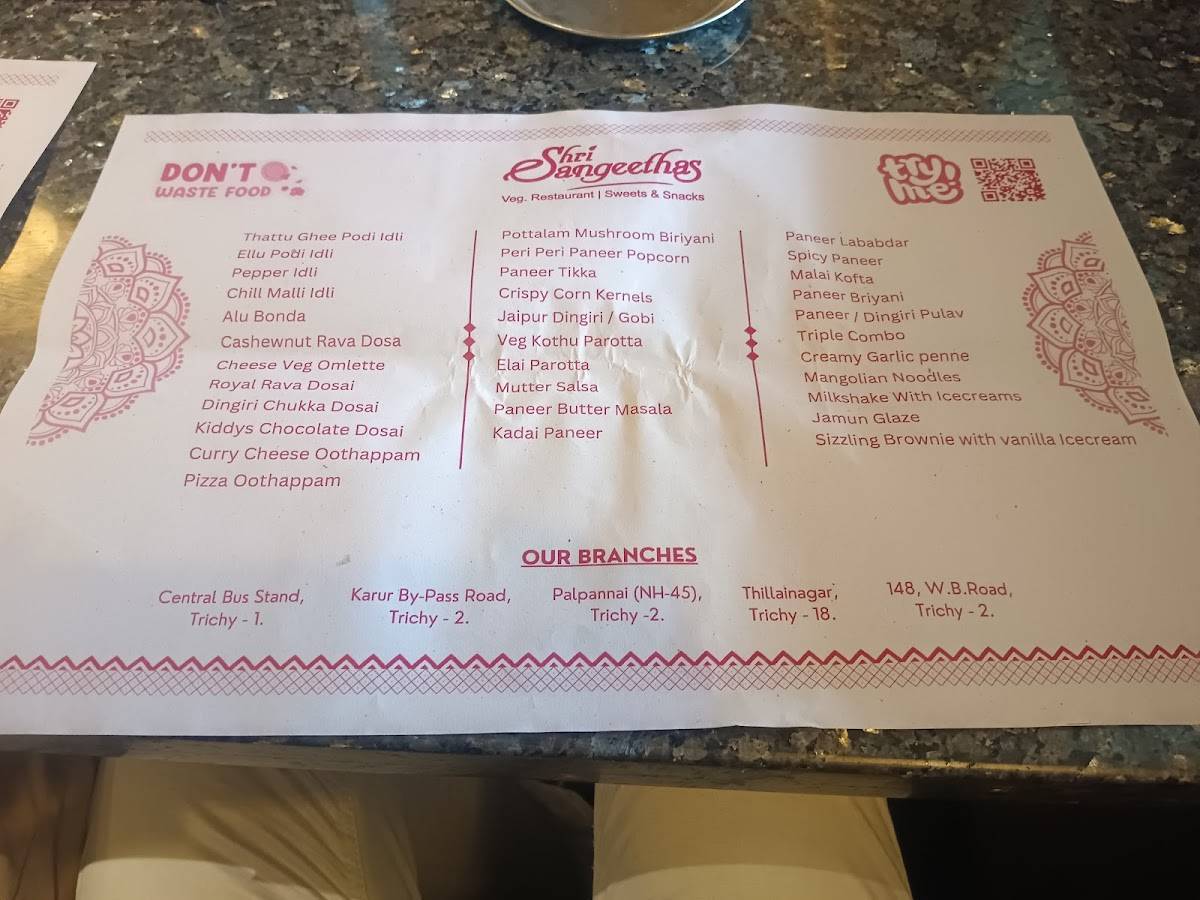 DON'T
WASTE FOOD
Shri
Sangeethas
Veg. Restaurant | Sweets & Snacks
try
me!
Thattu Ghee Podi Idli
Ellu Podi Idli
Pepper Idli
Chill Malli Idli
Alu Bonda
Cashewnut Rava Dosa
Cheese Veg Omlette
Royal Rava Dosai
Dingiri Chukka Dosai
Kiddys Chocolate Dosai
Curry Cheese Oothappam
Pizza Oothappam
Pottalam Mushroom Biriyani
Peri Peri Paneer Popcorn
Paneer Tikka
Crispy Corn Kernels
Jaipur Dingiri / Gobi
Veg Kothu Parotta
Elai Parotta
Mutter Salsa
Paneer Butter Masala
Kadai Paneer
Paneer Lababdar
Spicy Paneer
Malai Kofta
Paneer Briyani
Paneer / Dingiri Pulav
Triple Combo
Creamy Garlic penne
Mangolian Noodles
Milkshake With Icecreams
Jamun Glaze
Sizzling Brownie with vanilla Icecream
OUR BRANCHES
Central Bus Stand,
Trichy - 1.
Karur By-Pass Road,
Trichy - 2.
Palpannai (NH-45),
Trichy -2.
Thillainagar,
Trichy - 18.
148, W.B.Road,
Trichy - 2.